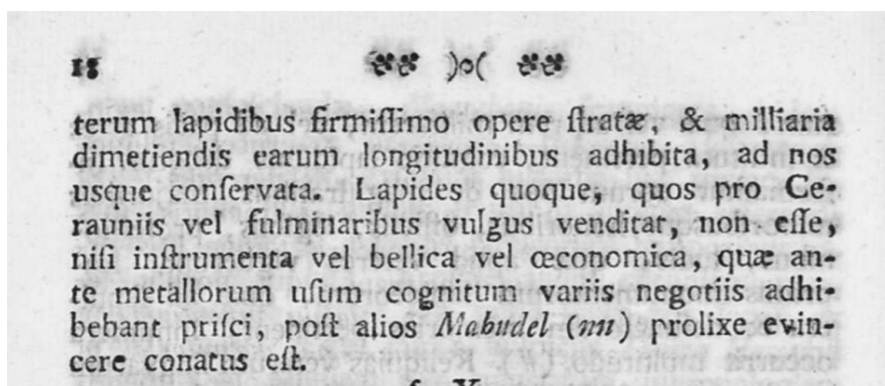 18 )o(
terum lapidibus firmiſſimo opere ſtratæ, & milliaria
dimetiendis earum longitudinibus adhibita, ad nos
usque conſervata. Lapides quoque, quos pro Ce-
rauniis vel fulminaribus vulgus venditat, non eſſe,
niſi inſtrumenta vel bellica vel œconomica, quæ an-
te metallorum uſum cognitum variis negotiis adhi-
bebant priſci, poſt alios Mahudel (nn) prolixe evin-
cere conatus eſt.